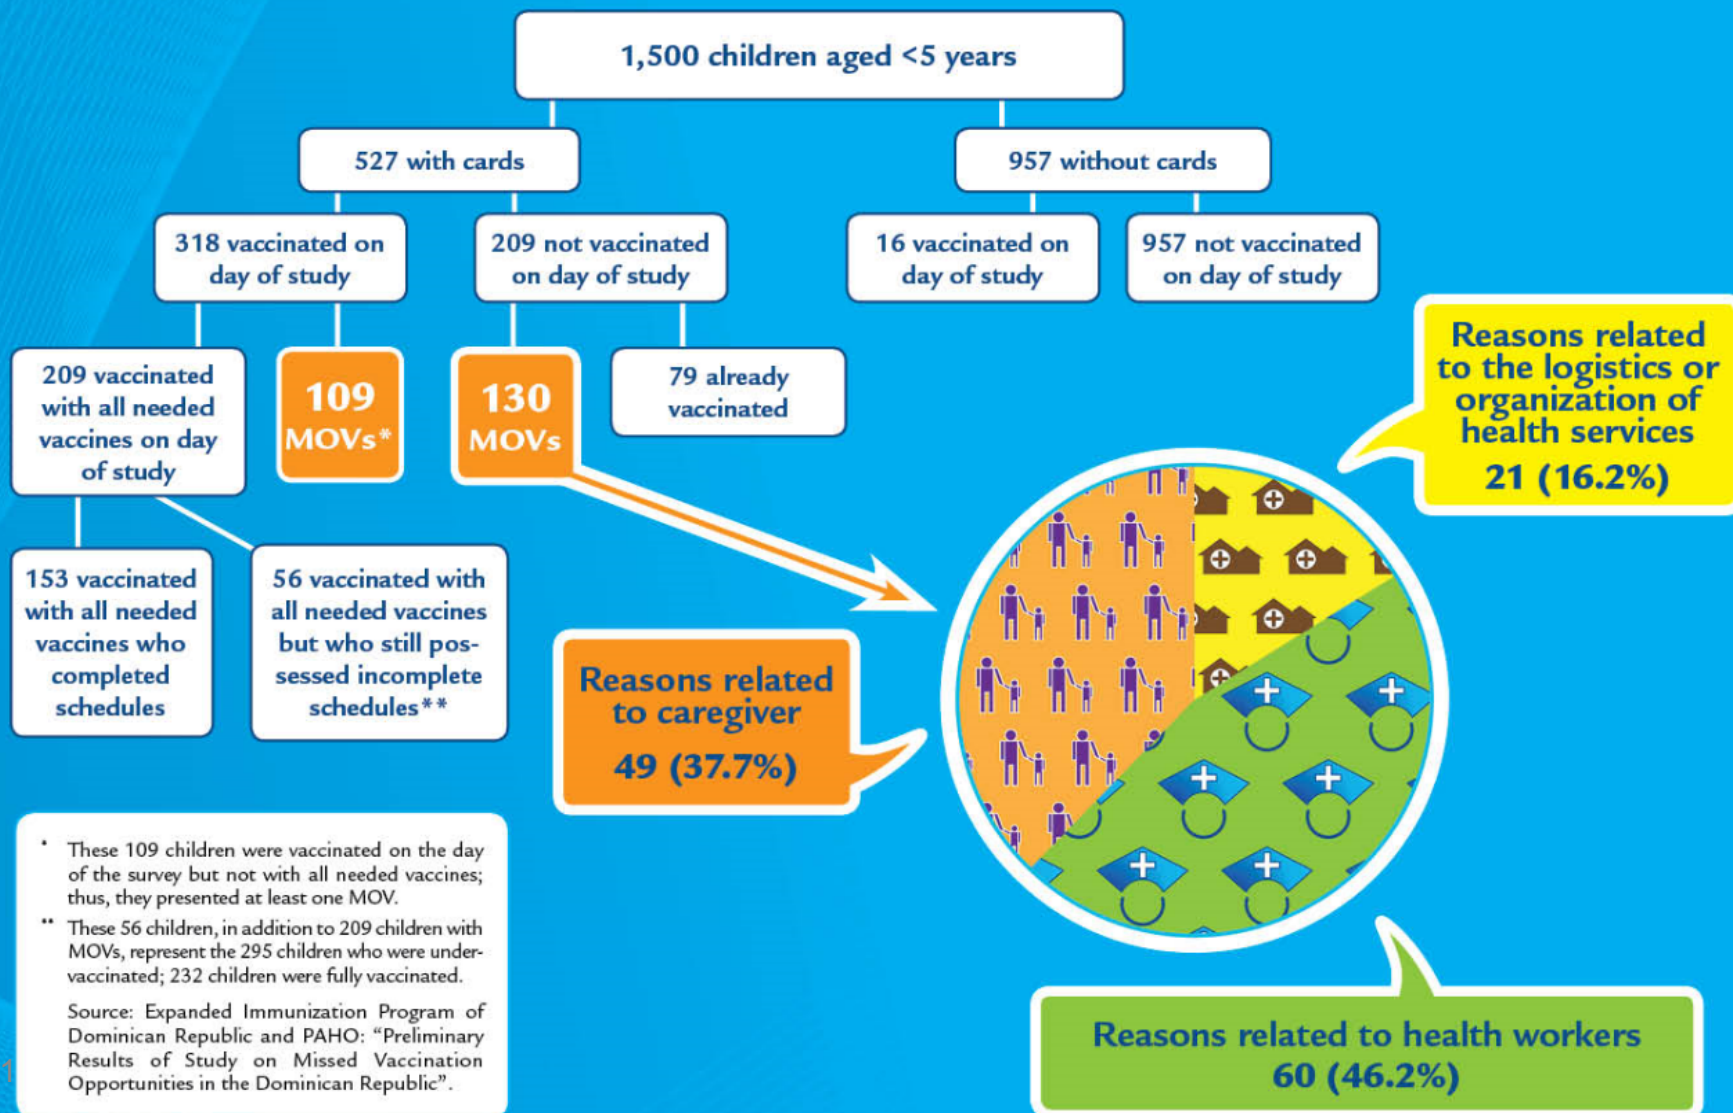 1,500 children aged <5 years
527 with cards
957 without cards
318 vaccinated on
day of study
209 not vaccinated
on day of study
16 vaccinated on
day of study
957 not vaccinated
on day of study
209 vaccinated
with all needed
vaccines on day
of study
109
MOVs*
130
MOVs
79 already
vaccinated
153 vaccinated
with all needed
vaccines who
completed
schedules
56 vaccinated with
all needed vaccines
but who still pos-
sessed incomplete
schedules**
Reasons related
to the logistics or
organization of
health services
21 (16.2%)
Reasons related
to caregiver
49 (37.7%)
Reasons related to health workers
60 (46.2%)
* These 109 children were vaccinated on the day
of the survey but not with all needed vaccines;
thus, they presented at least one MOV.
** These 56 children, in addition to 209 children with
MOVs, represent the 295 children who were under-
vaccinated; 232 children were fully vaccinated.
Source: Expanded Immunization Program of
Dominican Republic and PAHO: “Preliminary
Results of Study on Missed Vaccination
Opportunities in the Dominican Republic”.
1